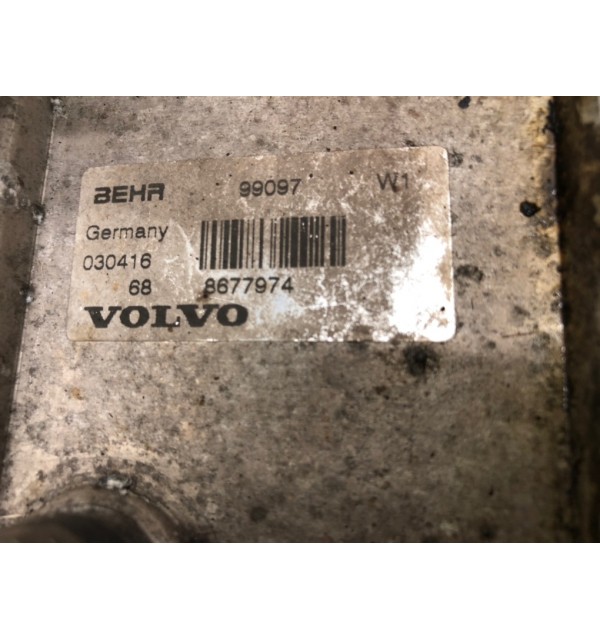 BEHR 99097 W1
Germany
030416
68 8677974
VOLVO